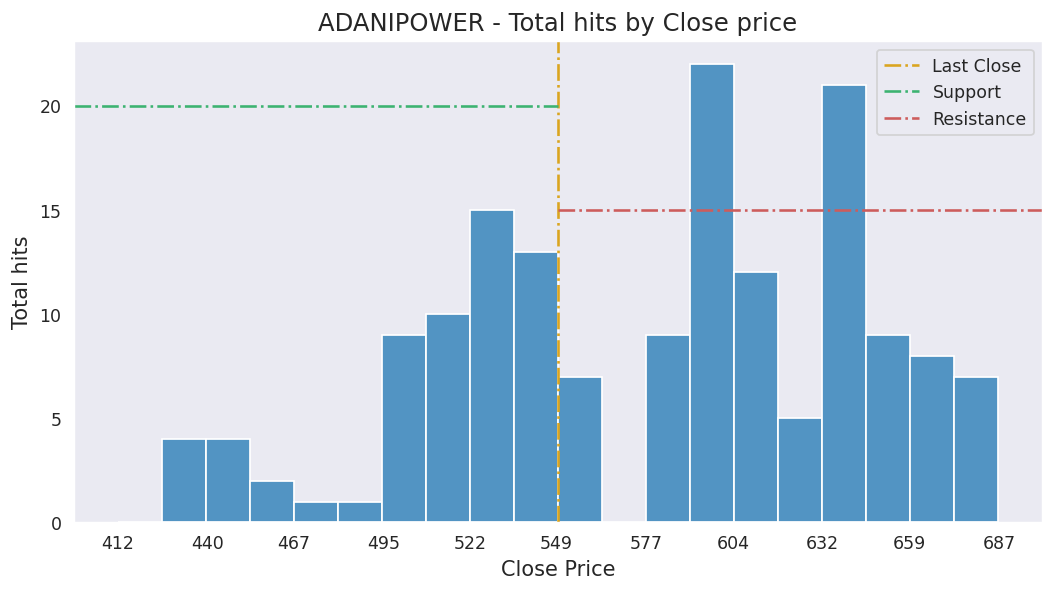 ADANIPOWER - Total hits by Close price
Last Close
Support
Resistance
Total hits
20
15
10
5
0
412 440 467 495 522 549 577 604 632 659 687
Close Price